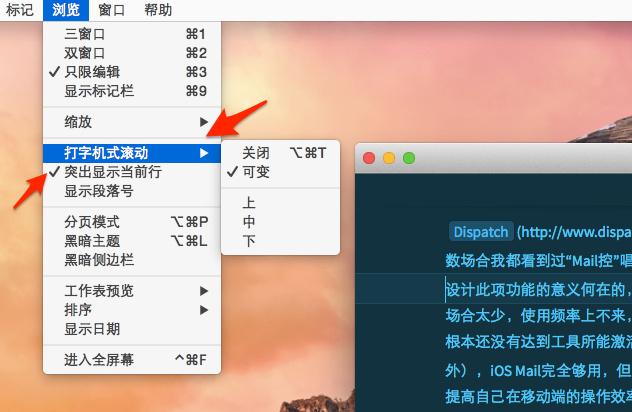 标记 浏览 窗口 帮助
三窗口 ⌘1
双窗口 ⌘2
✓ 只限编辑 ⌘3
显示标记栏 ⌘9
缩放 ▶
打字机式滚动 ▶
✓ 突出显示当前行
显示段落号
分页模式 ⌥⌘P
黑暗主题 ⌥⌘L
黑暗侧边栏
工作表预览 ▶
排序 ▶
显示日期
进入全屏幕 ^⌘F
关闭 ⌥⌘T
✓ 可变
上
中
下
Dispatch (http://www.dispa
数场合我都看到过“Mail控”唱
设计此项功能的意义何在的，
场合太少，使用频率上不来，
根本还没有达到工具所能激活
外），iOS Mail完全够用，但
提高自己在移动端的操作效率